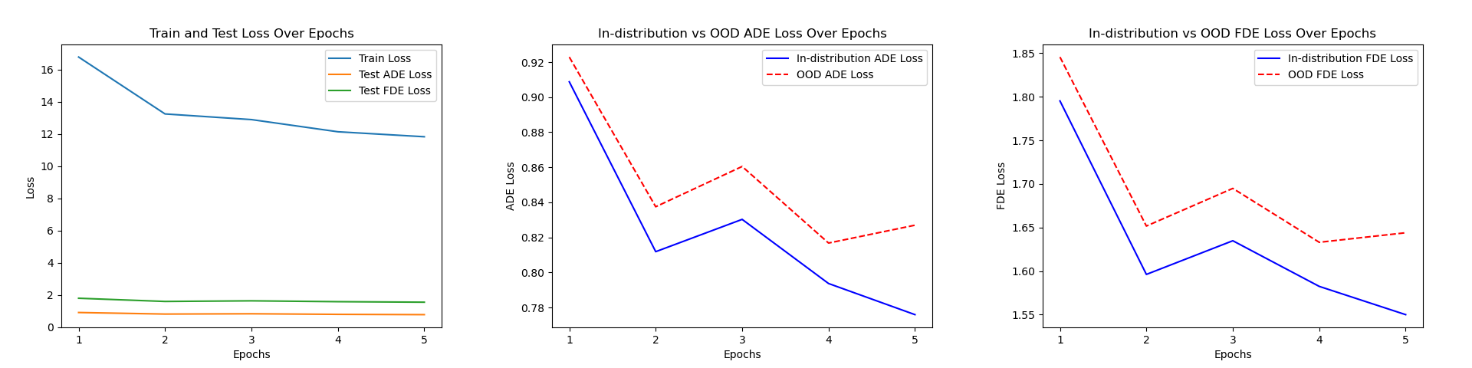 Train and Test Loss Over Epochs
Train Loss
Test ADE Loss
Test FDE Loss
Loss
16
14
12
10
8
6
4
2
0
1 2 3 4 5
Epochs
In-distribution vs OOD ADE Loss Over Epochs
In-distribution ADE Loss
OOD ADE Loss
ADE Loss
0.92
0.90
0.88
0.86
0.84
0.82
0.80
0.78
1 2 3 4 5
Epochs
In-distribution vs OOD FDE Loss Over Epochs
In-distribution FDE Loss
OOD FDE Loss
FDE Loss
1.85
1.80
1.75
1.70
1.65
1.60
1.55
1 2 3 4 5
Epochs